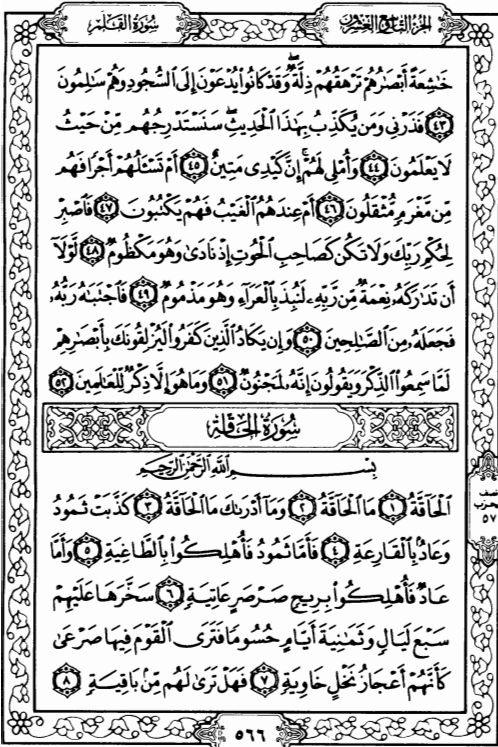 سورة القلم
الجزء التاسع والعشرون
خَٰشِعَةً أَبْصَٰرُهُمْ تَرْهَقُهُمْ ذِلَّةٌ ۖ وَقَدْ كَانُوا۟ يُدْعَوْنَ إِلَى ٱلسُّجُودِ وَهُمْ سَٰلِمُونَ
٤٣ فَذَرْنِى وَمَن يُكَذِّبُ بِهَٰذَا ٱلْحَدِيثِ ۖ سَنَسْتَدْرِجُهُم مِّنْ حَيْثُ
لَا يَعْلَمُونَ ٤٤ وَأُمْلِى لَهُمْ ۚ إِنَّ كَيْدِى مَتِينٌ ٤٥ أَمْ تَسْـَٔلُهُمْ أَجْرًا فَهُم
مِّن مَّغْرَمٍ مُّثْقَلُونَ ٤٦ أَمْ عِندَهُمُ ٱلْغَيْبُ فَهُمْ يَكْتُبُونَ ٤٧ فَٱصْبِرْ
لِحُكْمِ رَبِّكَ وَلَا تَكُن كَصَاحِبِ ٱلْحُوتِ إِذْ نَادَىٰ وَهُوَ مَكْظُومٌ ٤٨ لَّوْلَآ
أَن تَدَٰرَكَهُۥ نِعْمَةٌ مِّن رَّبِّهِۦ لَنُبِذَ بِٱلْعَرَآءِ وَهُوَ مَذْمُومٌ ٤٩ فَٱجْتَبَٰهُ رَبُّهُۥ
فَجَعَلَهُۥ مِنَ ٱلصَّٰلِحِينَ ٥٠ وَإِن يَكَادُ ٱلَّذِينَ كَفَرُوا۟ لَيُزْلِقُونَكَ بِأَبْصَٰرِهِمْ
لَمَّا سَمِعُوا۟ ٱلذِّكْرَ وَيَقُولُونَ إِنَّهُۥ لَمَجْنُونٌ ٥١ وَمَا هُوَ إِلَّا ذِكْرٌ لِّلْعَٰلَمِينَ ٥٢
سُورَةُ الحَاقَّةِ
بِسْمِ ٱللَّهِ ٱلرَّحْمَٰنِ ٱلرَّحِيمِ
ٱلْحَآقَّةُ ١ مَا ٱلْحَآقَّةُ ٢ وَمَآ أَدْرَىٰكَ مَا ٱلْحَآقَّةُ ٣ كَذَّبَتْ ثَمُودُ
وَعَادٌۢ بِٱلْقَارِعَةِ ٤ فَأَمَّا ثَمُودُ فَأُهْلِكُوا۟ بِٱلطَّاغِيَةِ ٥ وَأَمَّا
عَادٌ فَأُهْلِكُوا۟ بِرِيحٍ صَرْصَرٍ عَاتِيَةٍ ٦ سَخَّرَهَا عَلَيْهِمْ
سَبْعَ لَيَالٍ وَثَمَٰنِيَةَ أَيَّامٍ حُسُومًا فَتَرَى ٱلْقَوْمَ فِيهَا صَرْعَىٰ
كَأَنَّهُمْ أَعْجَازُ نَخْلٍ خَاوِيَةٍ ٧ فَهَلْ تَرَىٰ لَهُم مِّنۢ بَاقِيَةٍ ٨
نصف
الحزب
٥٧
٥٦٦